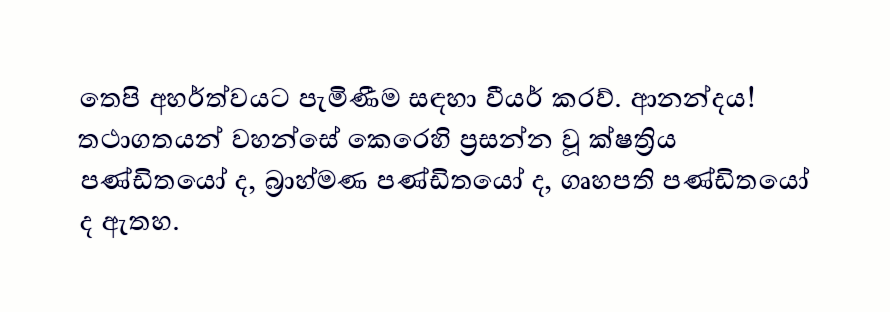 තෙපි අහර්ත්වයට පැමිණීම සඳහා වීයර් කරව්. ආනන්දය!
තථාගතයන් වහන්සේ කෙරෙහි ප්‍රසන්න වූ ක්ෂත්‍රිය
පණ්ඩිතයෝ ද, බ්‍රාහ්මණ පණ්ඩිතයෝ ද, ගෘහපති පණ්ඩිතයෝ
ද ඇතහ.